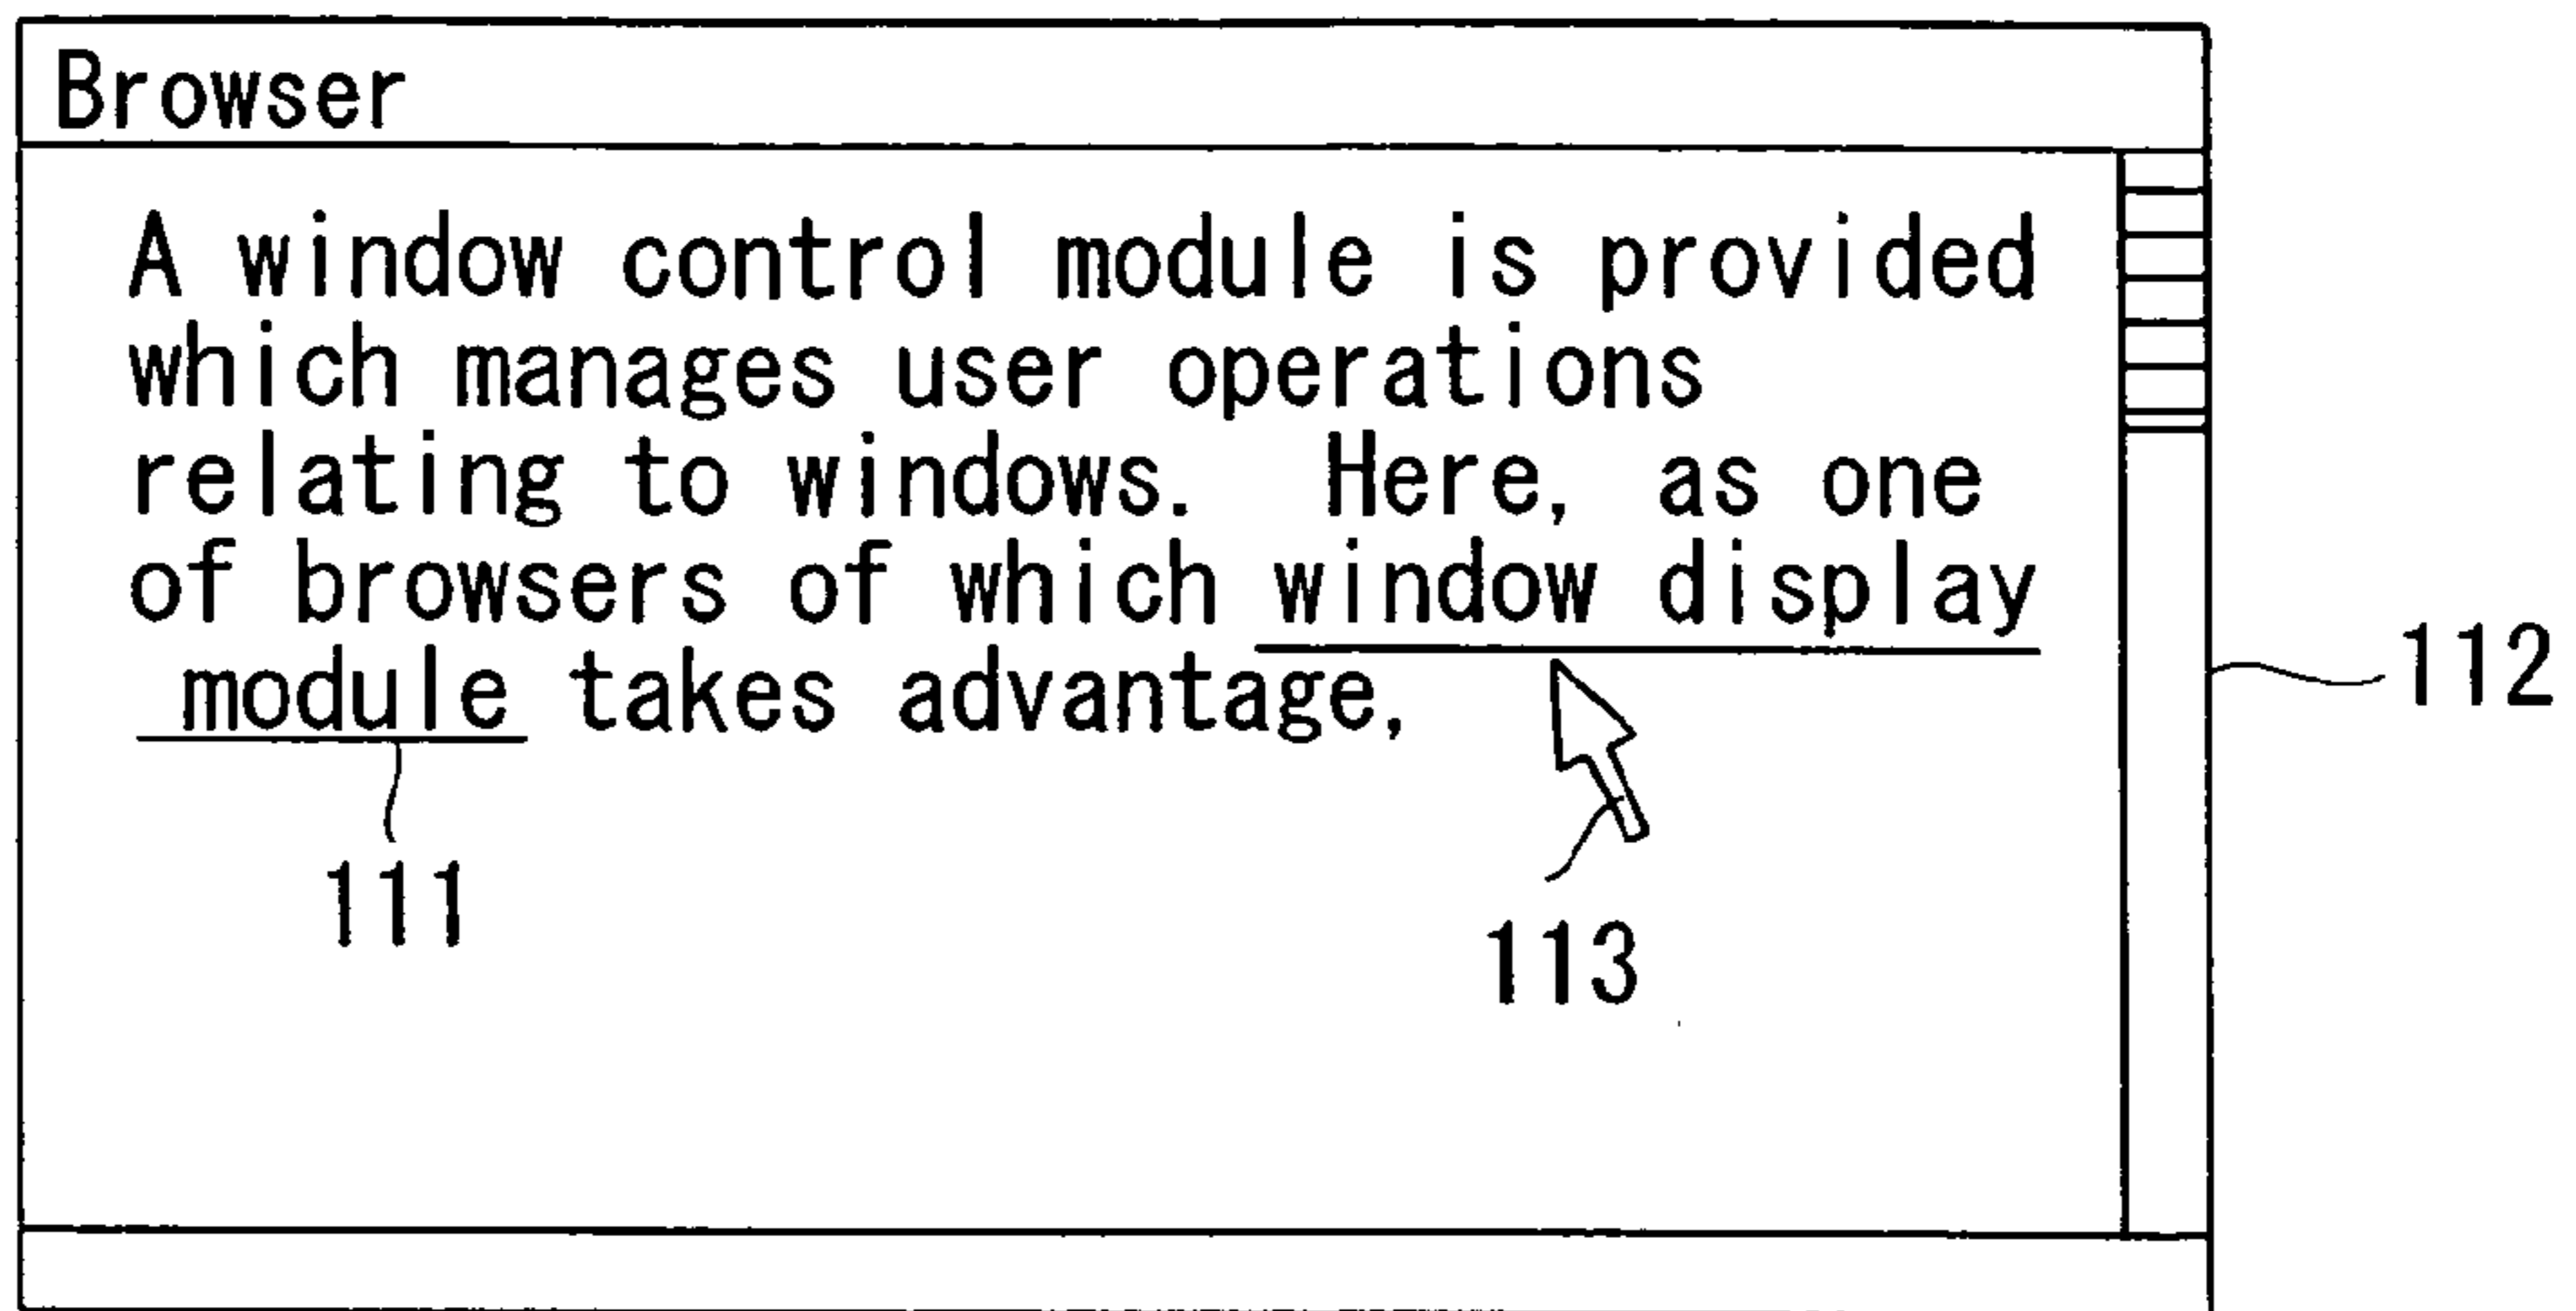 Browser
A window control module is provided
which manages user operations
relating to windows.  Here, as one
of browsers of which window display
module takes advantage,
112
111
113